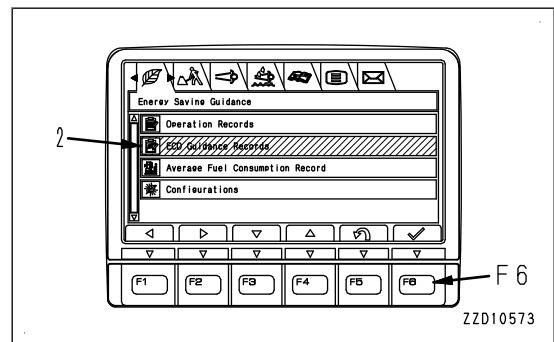 Energy Saving Guidance
Operation Records
2
ECO Guidance Records
Average Fuel Consumption Record
Configurations
F1 F2 F3 F4 F5 F6
F6
ZZD10573